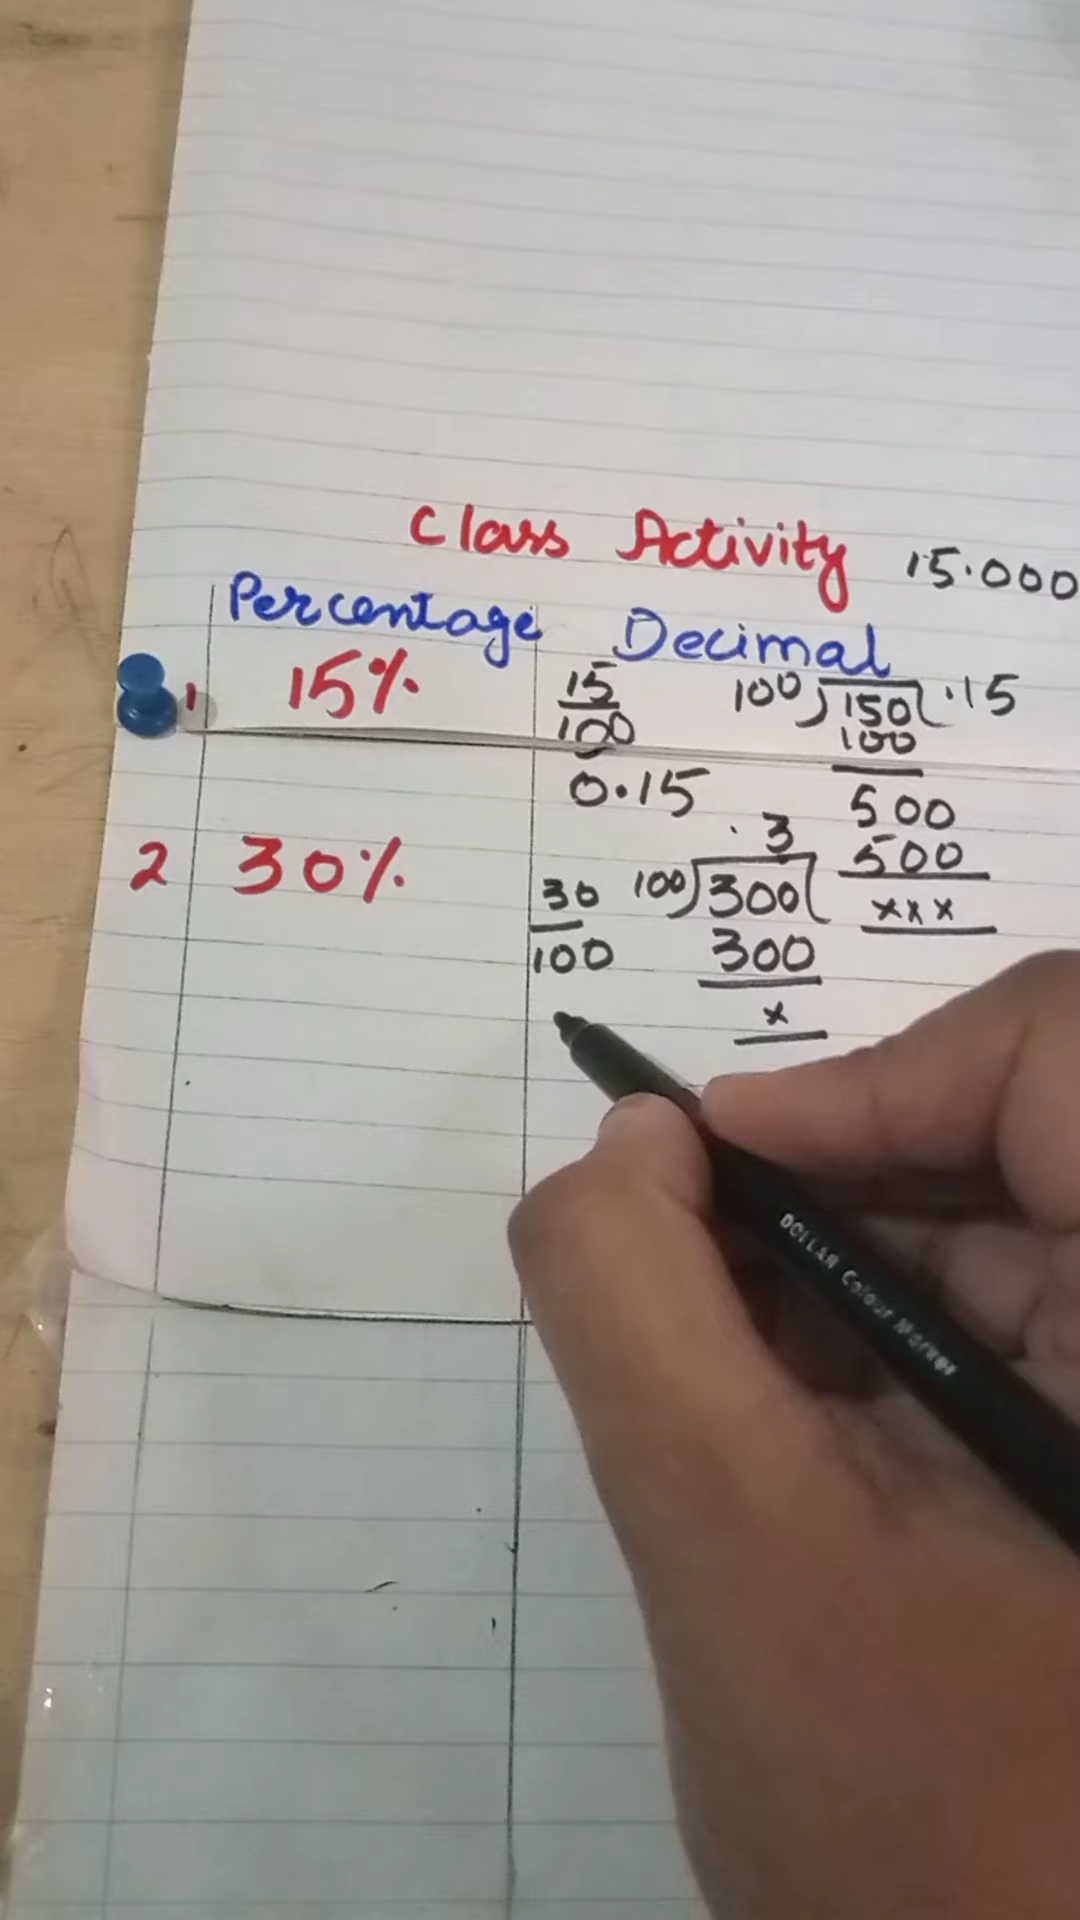 Class Activity 15.000
Percentage Decimal
1 15% 15/100 100)150(.15
100
0.15 500
.3 500
2 30% 30/100 100)300( xxx
300
x
DOLLAR Colour Marker